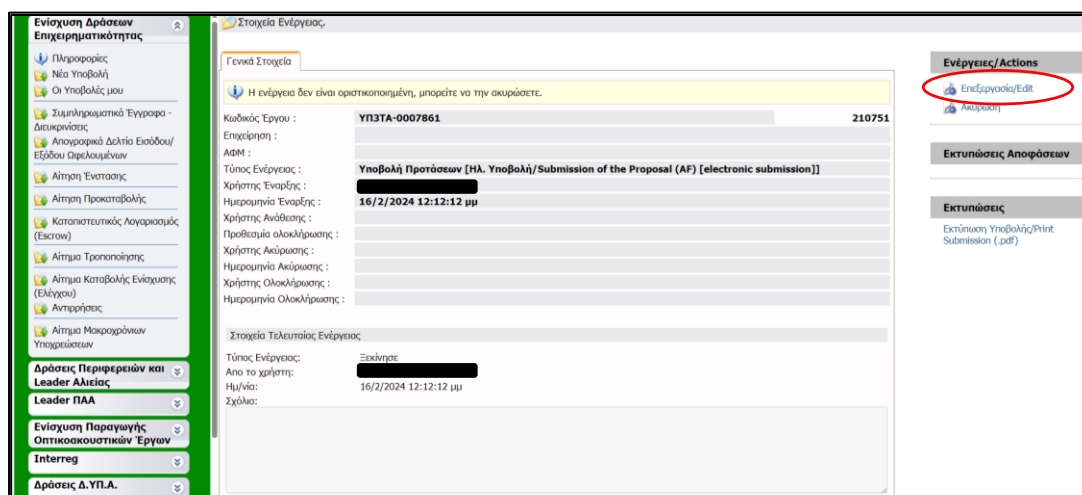 Ενίσχυση Δράσεων
Επιχειρηματικότητας
Πληροφορίες
Νέα Υποβολή
Οι Υποβολές μου
Συμπληρωματικά Έγγραφα -
Διευκρινίσεις
Απογραφικά Δελτία Εισόδου/
Εξόδου Ωφελουμένων
Αίτηση Ένστασης
Αίτηση Προκαταβολής
Καταπιστευτικός Λογαριασμός
(Escrow)
Αίτημα Τροποποίησης
Αίτημα Καταβολής Ενίσχυσης
(Ελέγχου)
Αντιρρήσεις
Αίτημα Μακροχρόνιων
Υποχρεώσεων
Δράσεις Περιφερειών και
Leader Αλιείας
Leader ΠΑΑ
Ενίσχυση Παραγωγής
Οπτικοακουστικών Έργων
Interreg
Δράσεις Δ.ΥΠ.Α.
Στοιχεία Ενέργειας.
Γενικά Στοιχεία
Η ενέργεια δεν είναι οριστικοποιημένη, μπορείτε να την ακυρώσετε.
Κωδικός Έργου : ΥΠ3ΤΑ-0007861 210751
Επιχείρηση :
ΑΦΜ :
Τύπος Ενέργειας : Υποβολή Προτάσεων [Ηλ. Υποβολή/Submission of the Proposal (AF) [electronic submission]]
Χρήστης Έναρξης :
Ημερομηνία Έναρξης : 16/2/2024 12:12:12 μμ
Χρήστης Ανάθεσης :
Προθεσμία ολοκλήρωσης :
Χρήστης Ακύρωσης :
Ημερομηνία Ακύρωσης :
Χρήστης Ολοκλήρωσης :
Ημερομηνία Ολοκλήρωσης :
Στοιχεία Τελευταίας Ενέργειας
Τύπος Ενέργειας: Ξεκίνησε
Απο το χρήστη:
Ημ/νία: 16/2/2024 12:12:12 μμ
Σχόλια:
Ενέργειες/Actions
Επεξεργασία/Edit
Ακύρωση
Εκτυπώσεις Αποφάσεων
Εκτυπώσεις
Εκτύπωση Υποβολής/Print
Submission (.pdf)